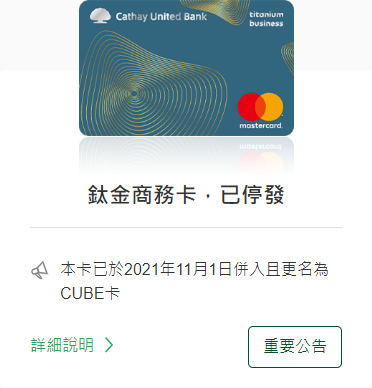 Cathay United Bank
titanium
business
mastercard.
鈦金商務卡，已停發
本卡已於2021年11月1日併入且更名為
CUBE卡
詳細說明
重要公告